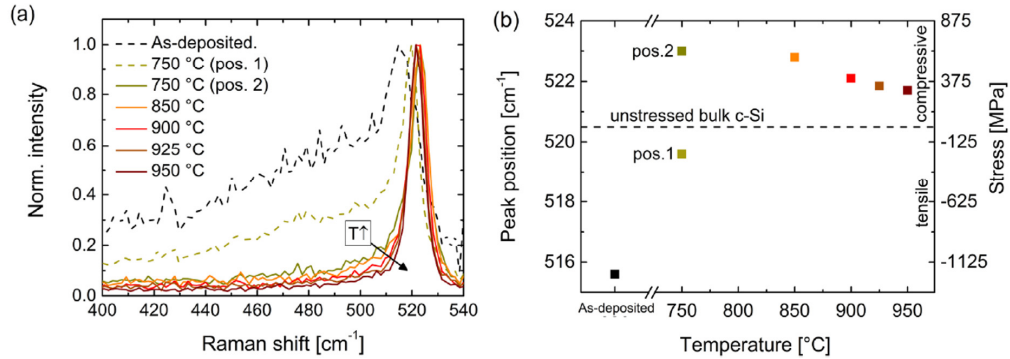 (a)
Norm. intensity
1.0
0.8
0.6
0.4
0.2
0.0
As-deposited.
750 °C (pos. 1)
750 °C (pos. 2)
850 °C
900 °C
925 °C
950 °C
T↑
400 420 440 460 480 500 520 540
Raman shift [cm-1]
(b)
Peak position [cm-1]
524
522
520
518
516
pos.2
unstressed bulk c-Si
pos.1
compressive
tensile
875
375
-125
-625
-1125
Stress [MPa]
As-deposited
750 800 850 900 950
Temperature [°C]